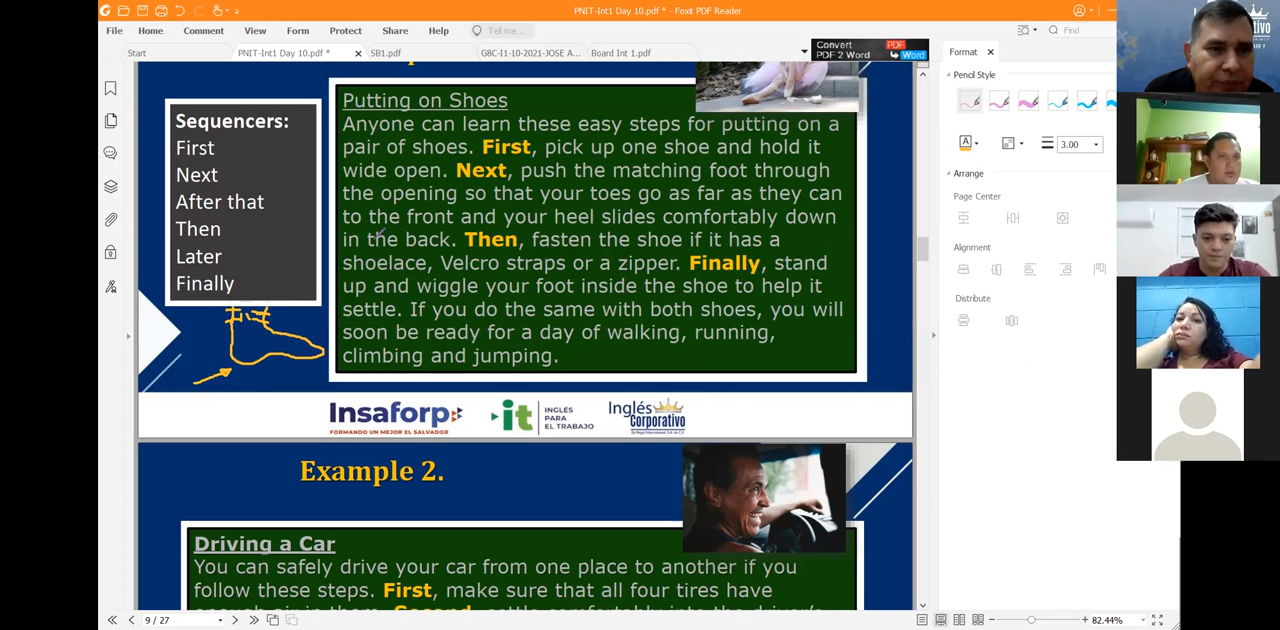 PNIT-Int1 Day 10.pdf * - Foxit PDF Reader
File Home Comment View Form Protect Share Help Tell me... Find
Start PNIT-Int1 Day 10.pdf * SB1.pdf G8C-I1-10-2021-JOSE A... Board Int 1.pdf
Convert PDF
PDF 2 Word Word
Sequencers:
First
Next
After that
Then
Later
Finally
Putting on Shoes
Anyone can learn these easy steps for putting on a
pair of shoes. First, pick up one shoe and hold it
wide open. Next, push the matching foot through
the opening so that your toes go as far as they can
to the front and your heel slides comfortably down
in the back. Then, fasten the shoe if it has a
shoelace, Velcro straps or a zipper. Finally, stand
up and wiggle your foot inside the shoe to help it
settle. If you do the same with both shoes, you will
soon be ready for a day of walking, running,
climbing and jumping.
Insaforp
FORMANDO UN MEJOR EL SALVADOR
it
INGLÉS
PARA
EL TRABAJO
Inglés
Corporativo
Example 2.
Driving a Car
You can safely drive your car from one place to another if you
follow these steps. First, make sure that all four tires have
Format
Pencil Style
3.00
Arrange
Page Center
Alignment
Distribute
9 / 27
82.44%